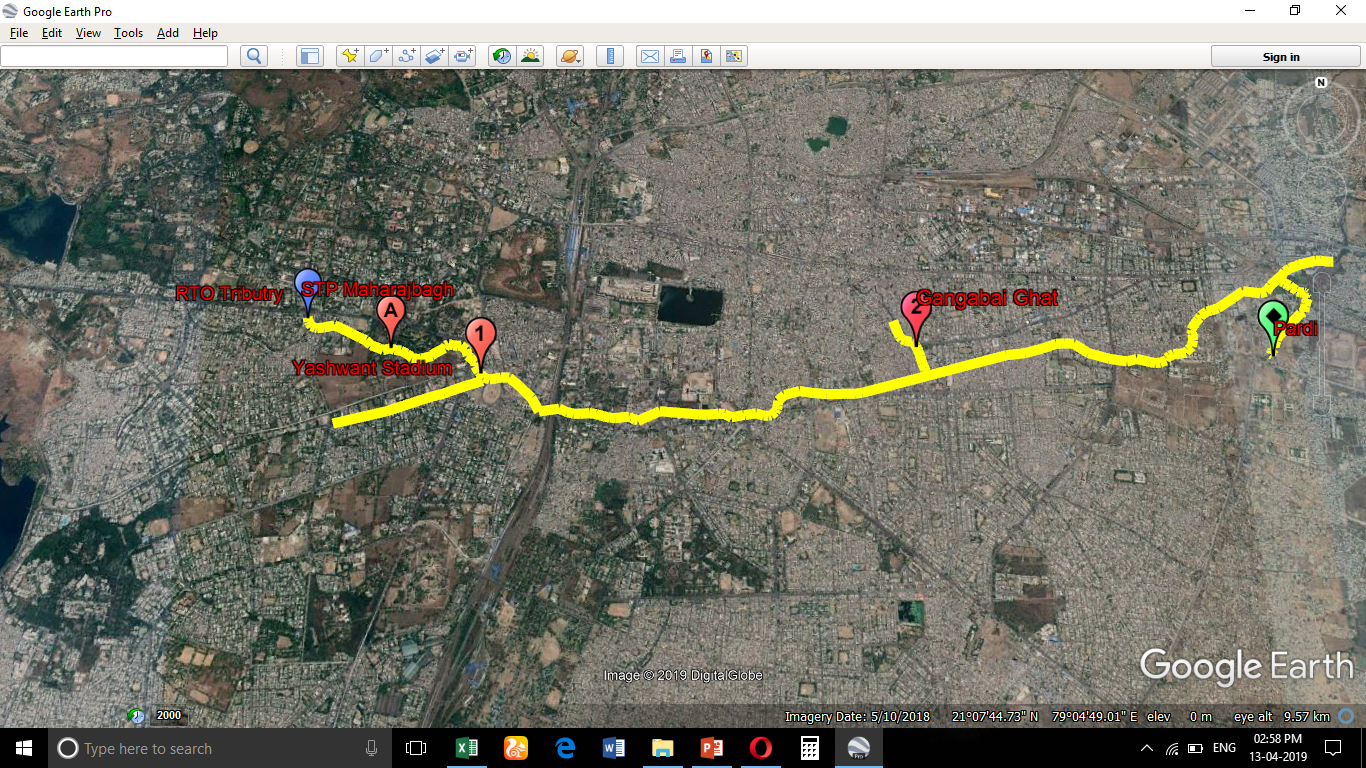 Google Earth Pro
File Edit View Tools Add Help
Sign in
N
RTO Tributry
STP Maharajbagh
A
1
Yashwant Stadium
2
Gangabai Ghat
Pardi
Image © 2019 DigitalGlobe
Google Earth
2000
Imagery Date: 5/10/2018 21°07'44.73" N 79°04'49.01" E elev 0 m eye alt 9.57 km
Type here to search
ENG
02:58 PM
13-04-2019